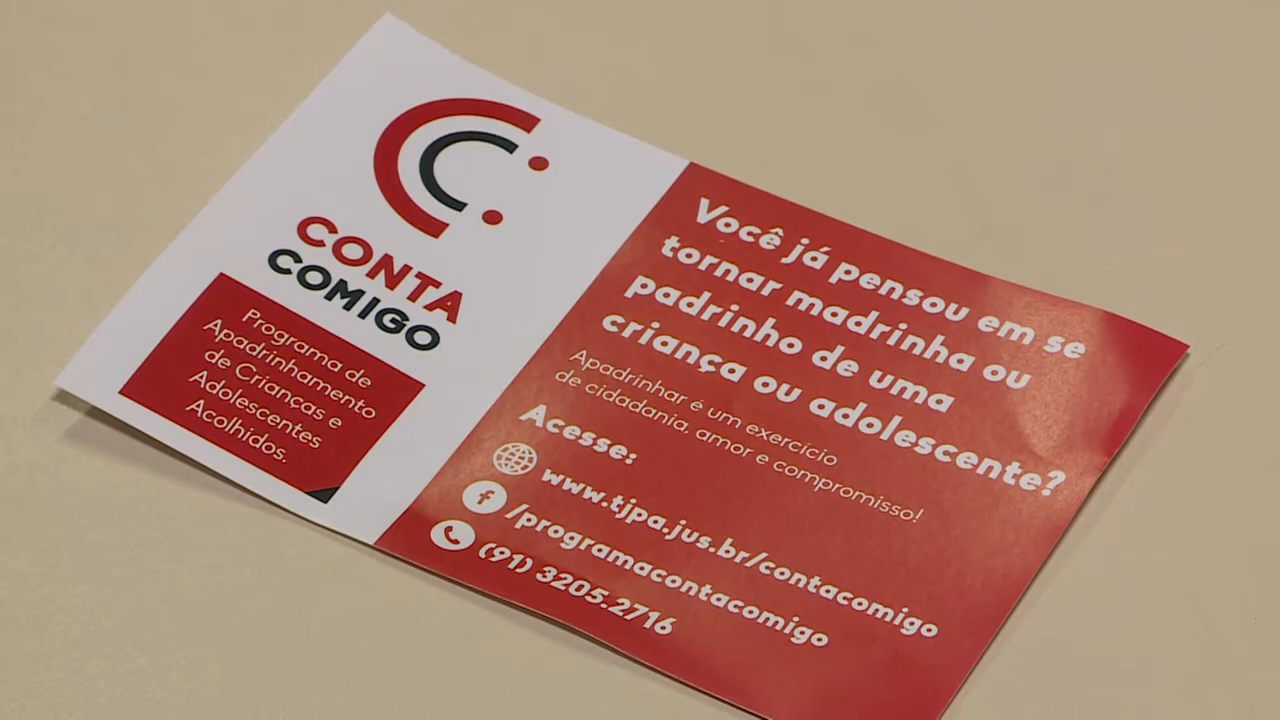 CONTA
COMIGO
Programa de
Apadrinhamento
de Crianças e
Adolescentes
Acolhidos.
Você já pensou em se
tornar madrinha ou
padrinho de uma
criança ou adolescente?
Apadrinhar é um exercício
de cidadania, amor e compromisso!
Acesse:
www.tjpa.jus.br/contacomigo
/programacontacomigo
(91) 3205.2716